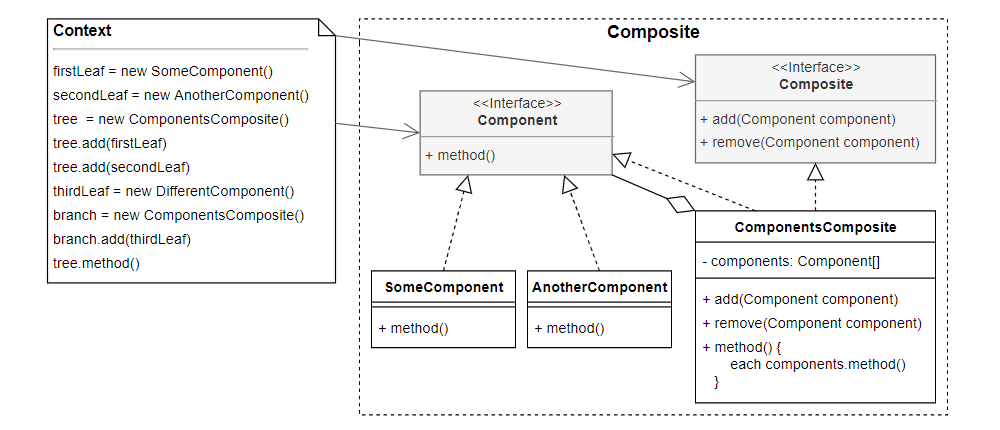 Context
firstLeaf = new SomeComponent()
secondLeaf = new AnotherComponent()
tree  = new ComponentsComposite()
tree.add(firstLeaf)
tree.add(secondLeaf)
thirdLeaf = new DifferentComponent()
branch = new ComponentsComposite()
branch.add(thirdLeaf)
tree.method()
Composite
<<Interface>>
Component
+ method()
<<Interface>>
Composite
+ add(Component component)
+ remove(Component component)
SomeComponent
+ method()
AnotherComponent
+ method()
ComponentsComposite
- components: Component[]
+ add(Component component)
+ remove(Component component)
+ method() {
each components.method()
}